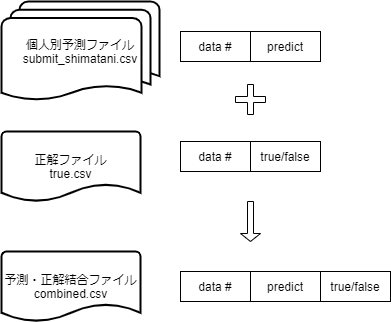 個人別予測ファイル
submit_shimatani.csv
data #
predict
正解ファイル
true.csv
data #
true/false
予測・正解結合ファイル
combined.csv
data #
predict
true/false